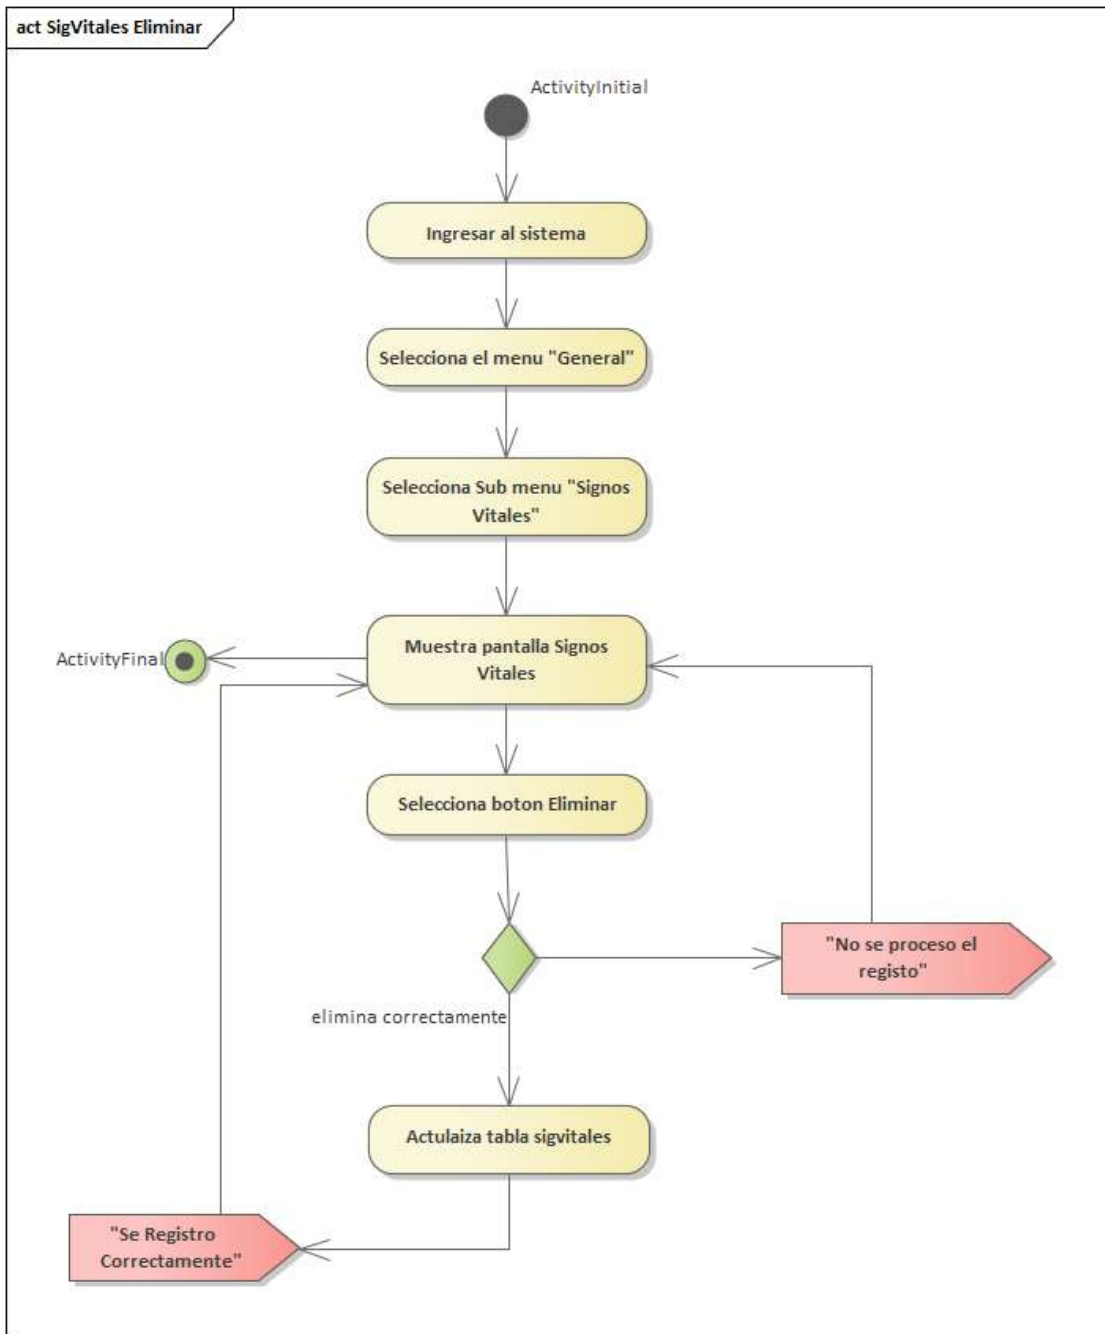 act SigVitales Eliminar
ActivityInitial
Ingresar al sistema
Selecciona el menu "General"
Selecciona Sub menu "Signos
Vitales"
Muestra pantalla Signos
Vitales
ActivityFinal
Selecciona boton Eliminar
"No se proceso el
registo"
elimina correctamente
Actulaiza tabla sigvitales
"Se Registro
Correctamente"